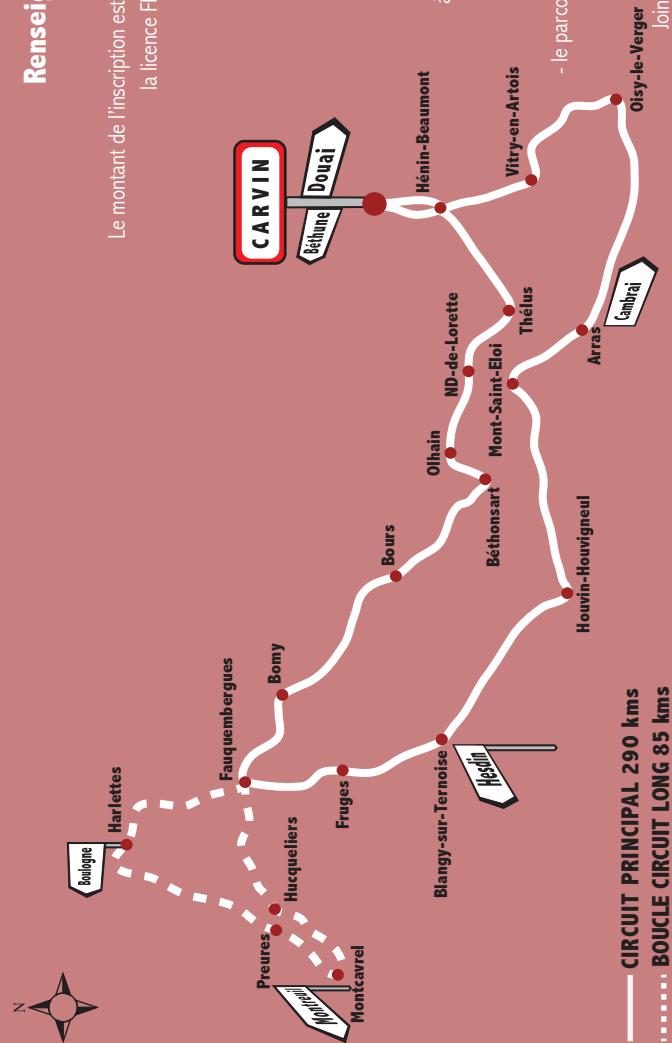 Renseig
Le montant de l'inscription est
la licence FF
à
- le parco
Join
CARVIN
Béthune
Douai
Hénin-Beaumont
Vitry-en-Artois
Oisy-le-Verger
Cambrai
Arras
Thélus
Mont-Saint-Eloi
ND-de-Lorette
Olhain
Béthonsart
Bours
Houvin-Houvigneul
Bomy
Fauquembergues
Fruges
Blangy-sur-Ternoise
Hesdin
Harlettes
Boulogne
Hucqueliers
Preures
Montcavrel
Montreuil
N
CIRCUIT PRINCIPAL 290 kms
BOUCLE CIRCUIT LONG 85 kms